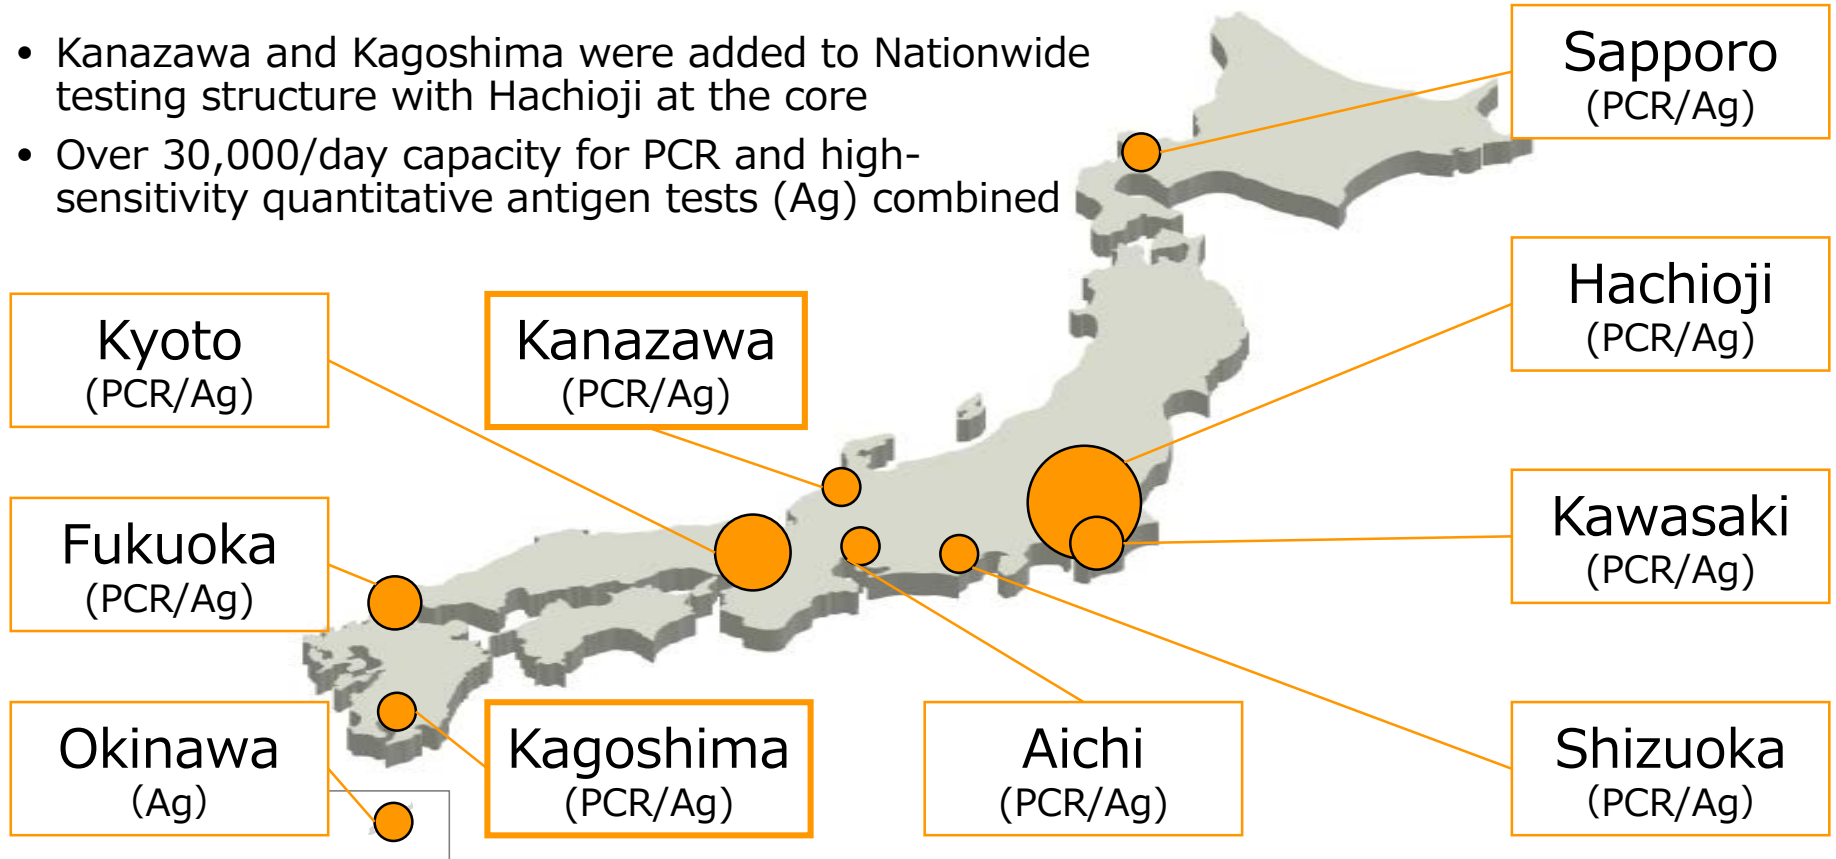 • Kanazawa and Kagoshima were added to Nationwide
testing structure with Hachioji at the core
• Over 30,000/day capacity for PCR and high-
sensitivity quantitative antigen tests (Ag) combined
Sapporo
(PCR/Ag)
Hachioji
(PCR/Ag)
Kyoto
(PCR/Ag)
Kanazawa
(PCR/Ag)
Kawasaki
(PCR/Ag)
Fukuoka
(PCR/Ag)
Okinawa
(Ag)
Kagoshima
(PCR/Ag)
Aichi
(PCR/Ag)
Shizuoka
(PCR/Ag)